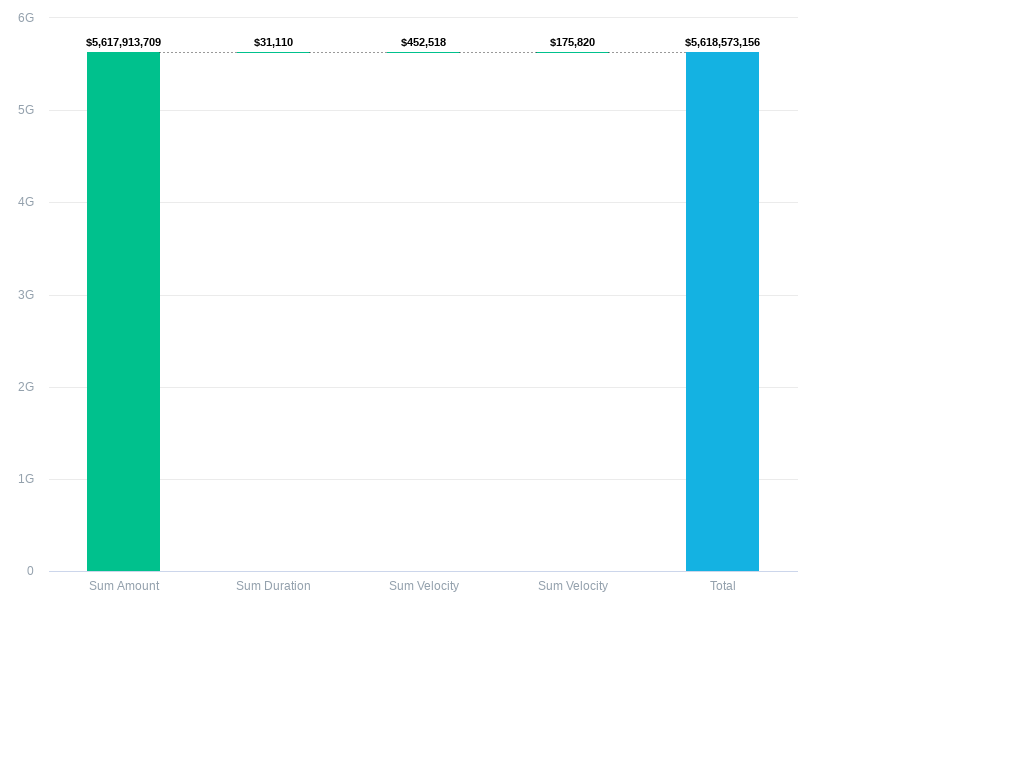 6G
$5,617,913,709
$31,110
$452,518
$175,820
$5,618,573,156
5G
4G
3G
2G
1G
0
Sum Amount
Sum Duration
Sum Velocity
Sum Velocity
Total